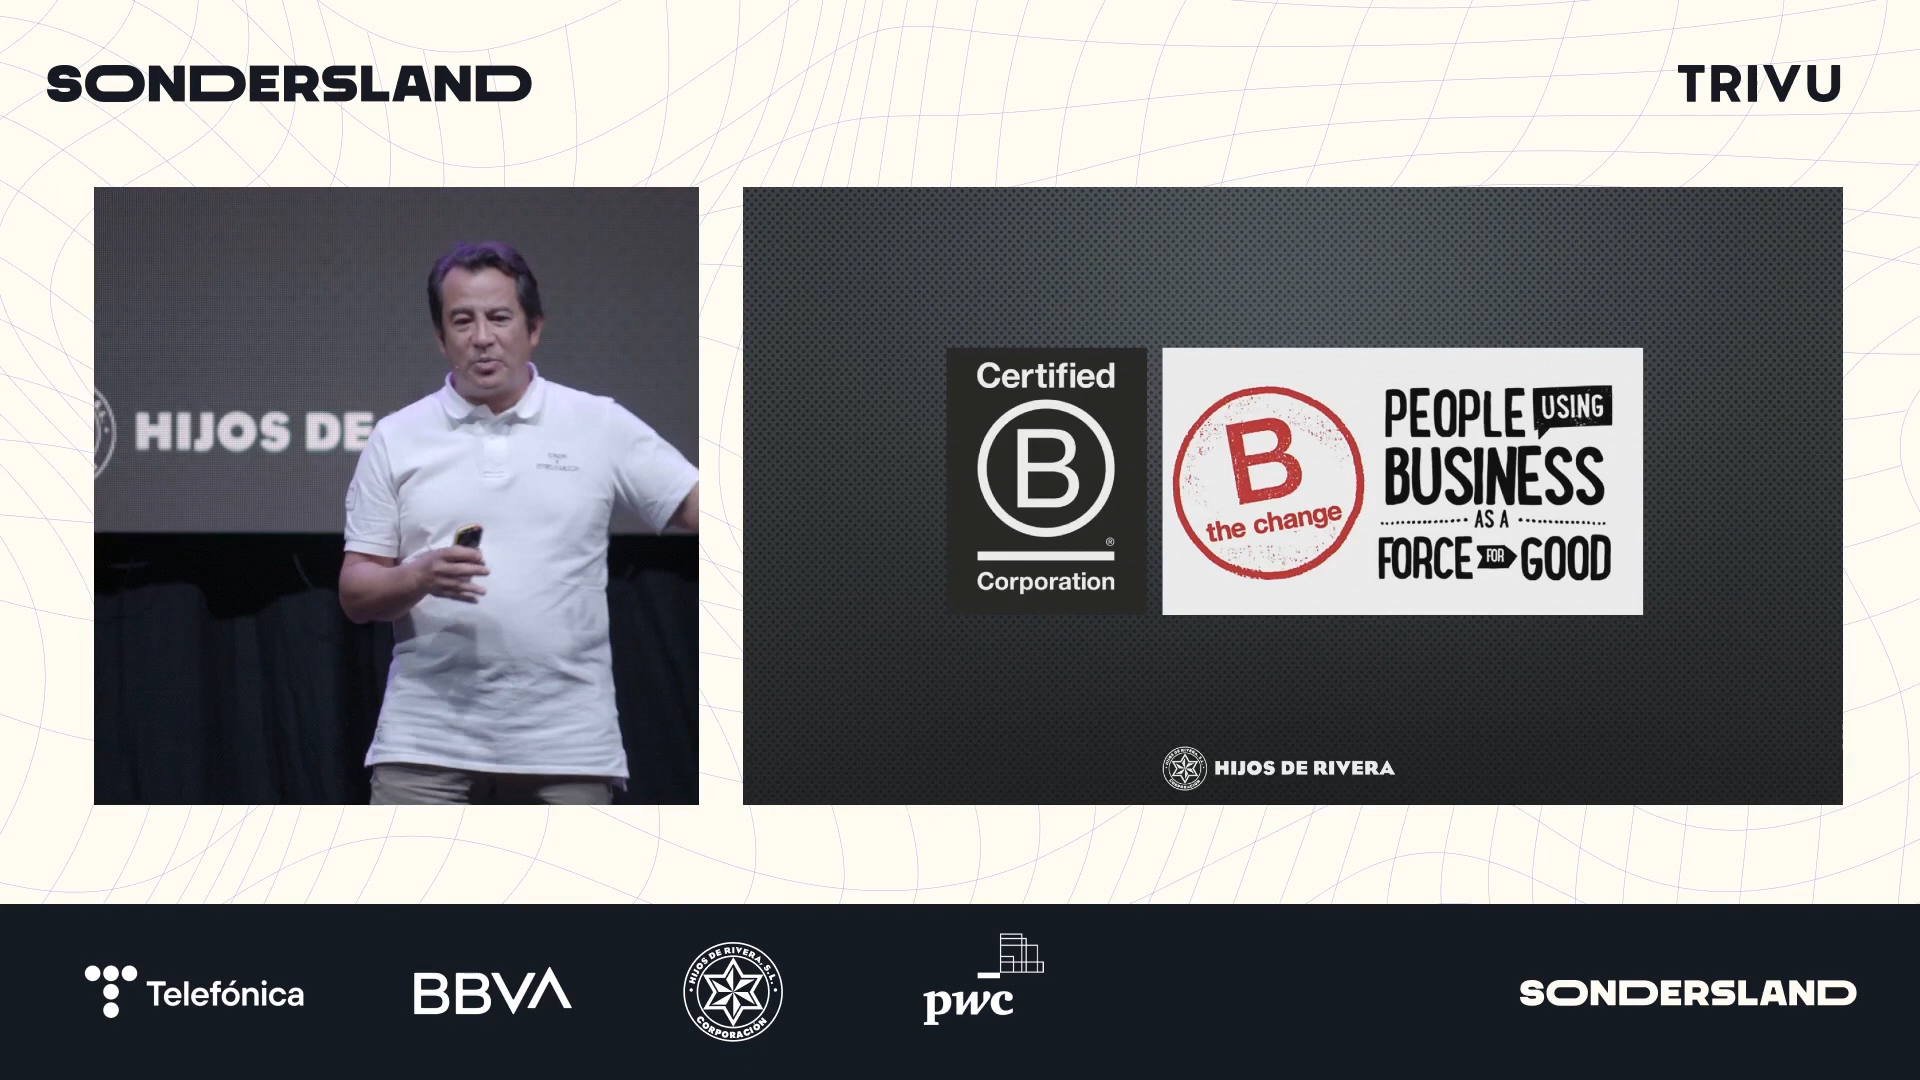 SONDERSLAND
TRIVU
HIJOS DE
Certified
B
®
Corporation
B
the change
PEOPLE USING
BUSINESS
AS A
FORCE FOR GOOD
HIJOS DE RIVERA
Telefónica
BBVA
HIJOS DE RIVERA, S.L.
CORPORACIÓN
pwc
SONDERSLAND